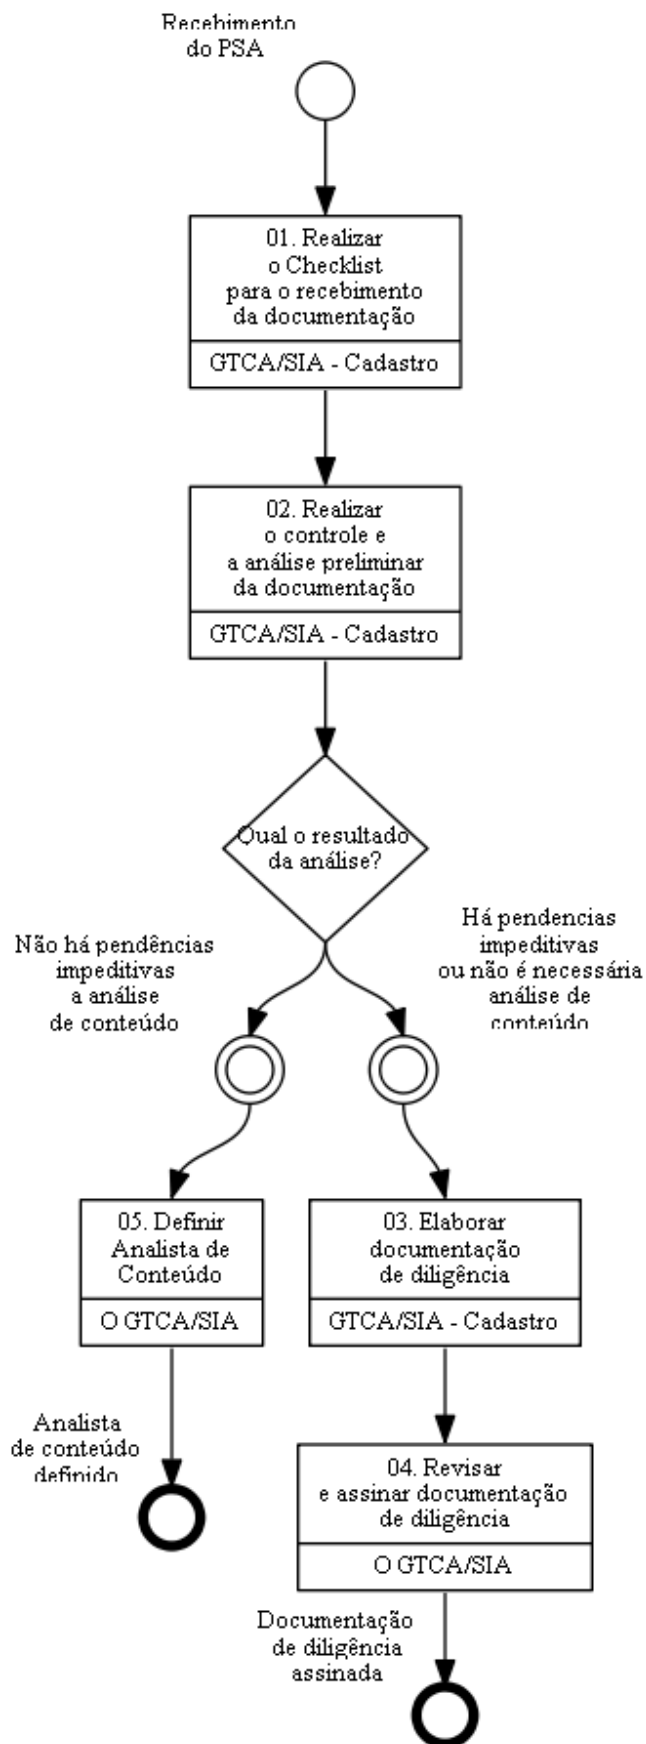 Recebimento
do PSA
01. Realizar
o Checklist
para o recebimento
da documentação
GTCA/SIA - Cadastro
02. Realizar
o controle e
a análise preliminar
da documentação
GTCA/SIA - Cadastro
Qual o resultado
da análise?
Não há pendências
impeditivas
a análise
de conteúdo
Há pendencias
impeditivas
ou não é necessária
análise de
conteúdo
05. Definir
Analista de
Conteúdo
O GTCA/SIA
03. Elaborar
documentação
de diligência
GTCA/SIA - Cadastro
Analista
de conteúdo
definido
04. Revisar
e assinar documentação
de diligência
O GTCA/SIA
Documentação
de diligência
assinada